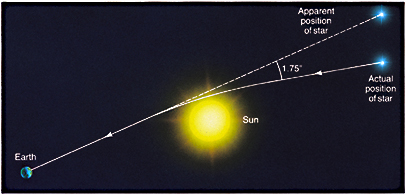 Apparent
position
of star
1.75°
Actual
position
of star
Sun
Earth